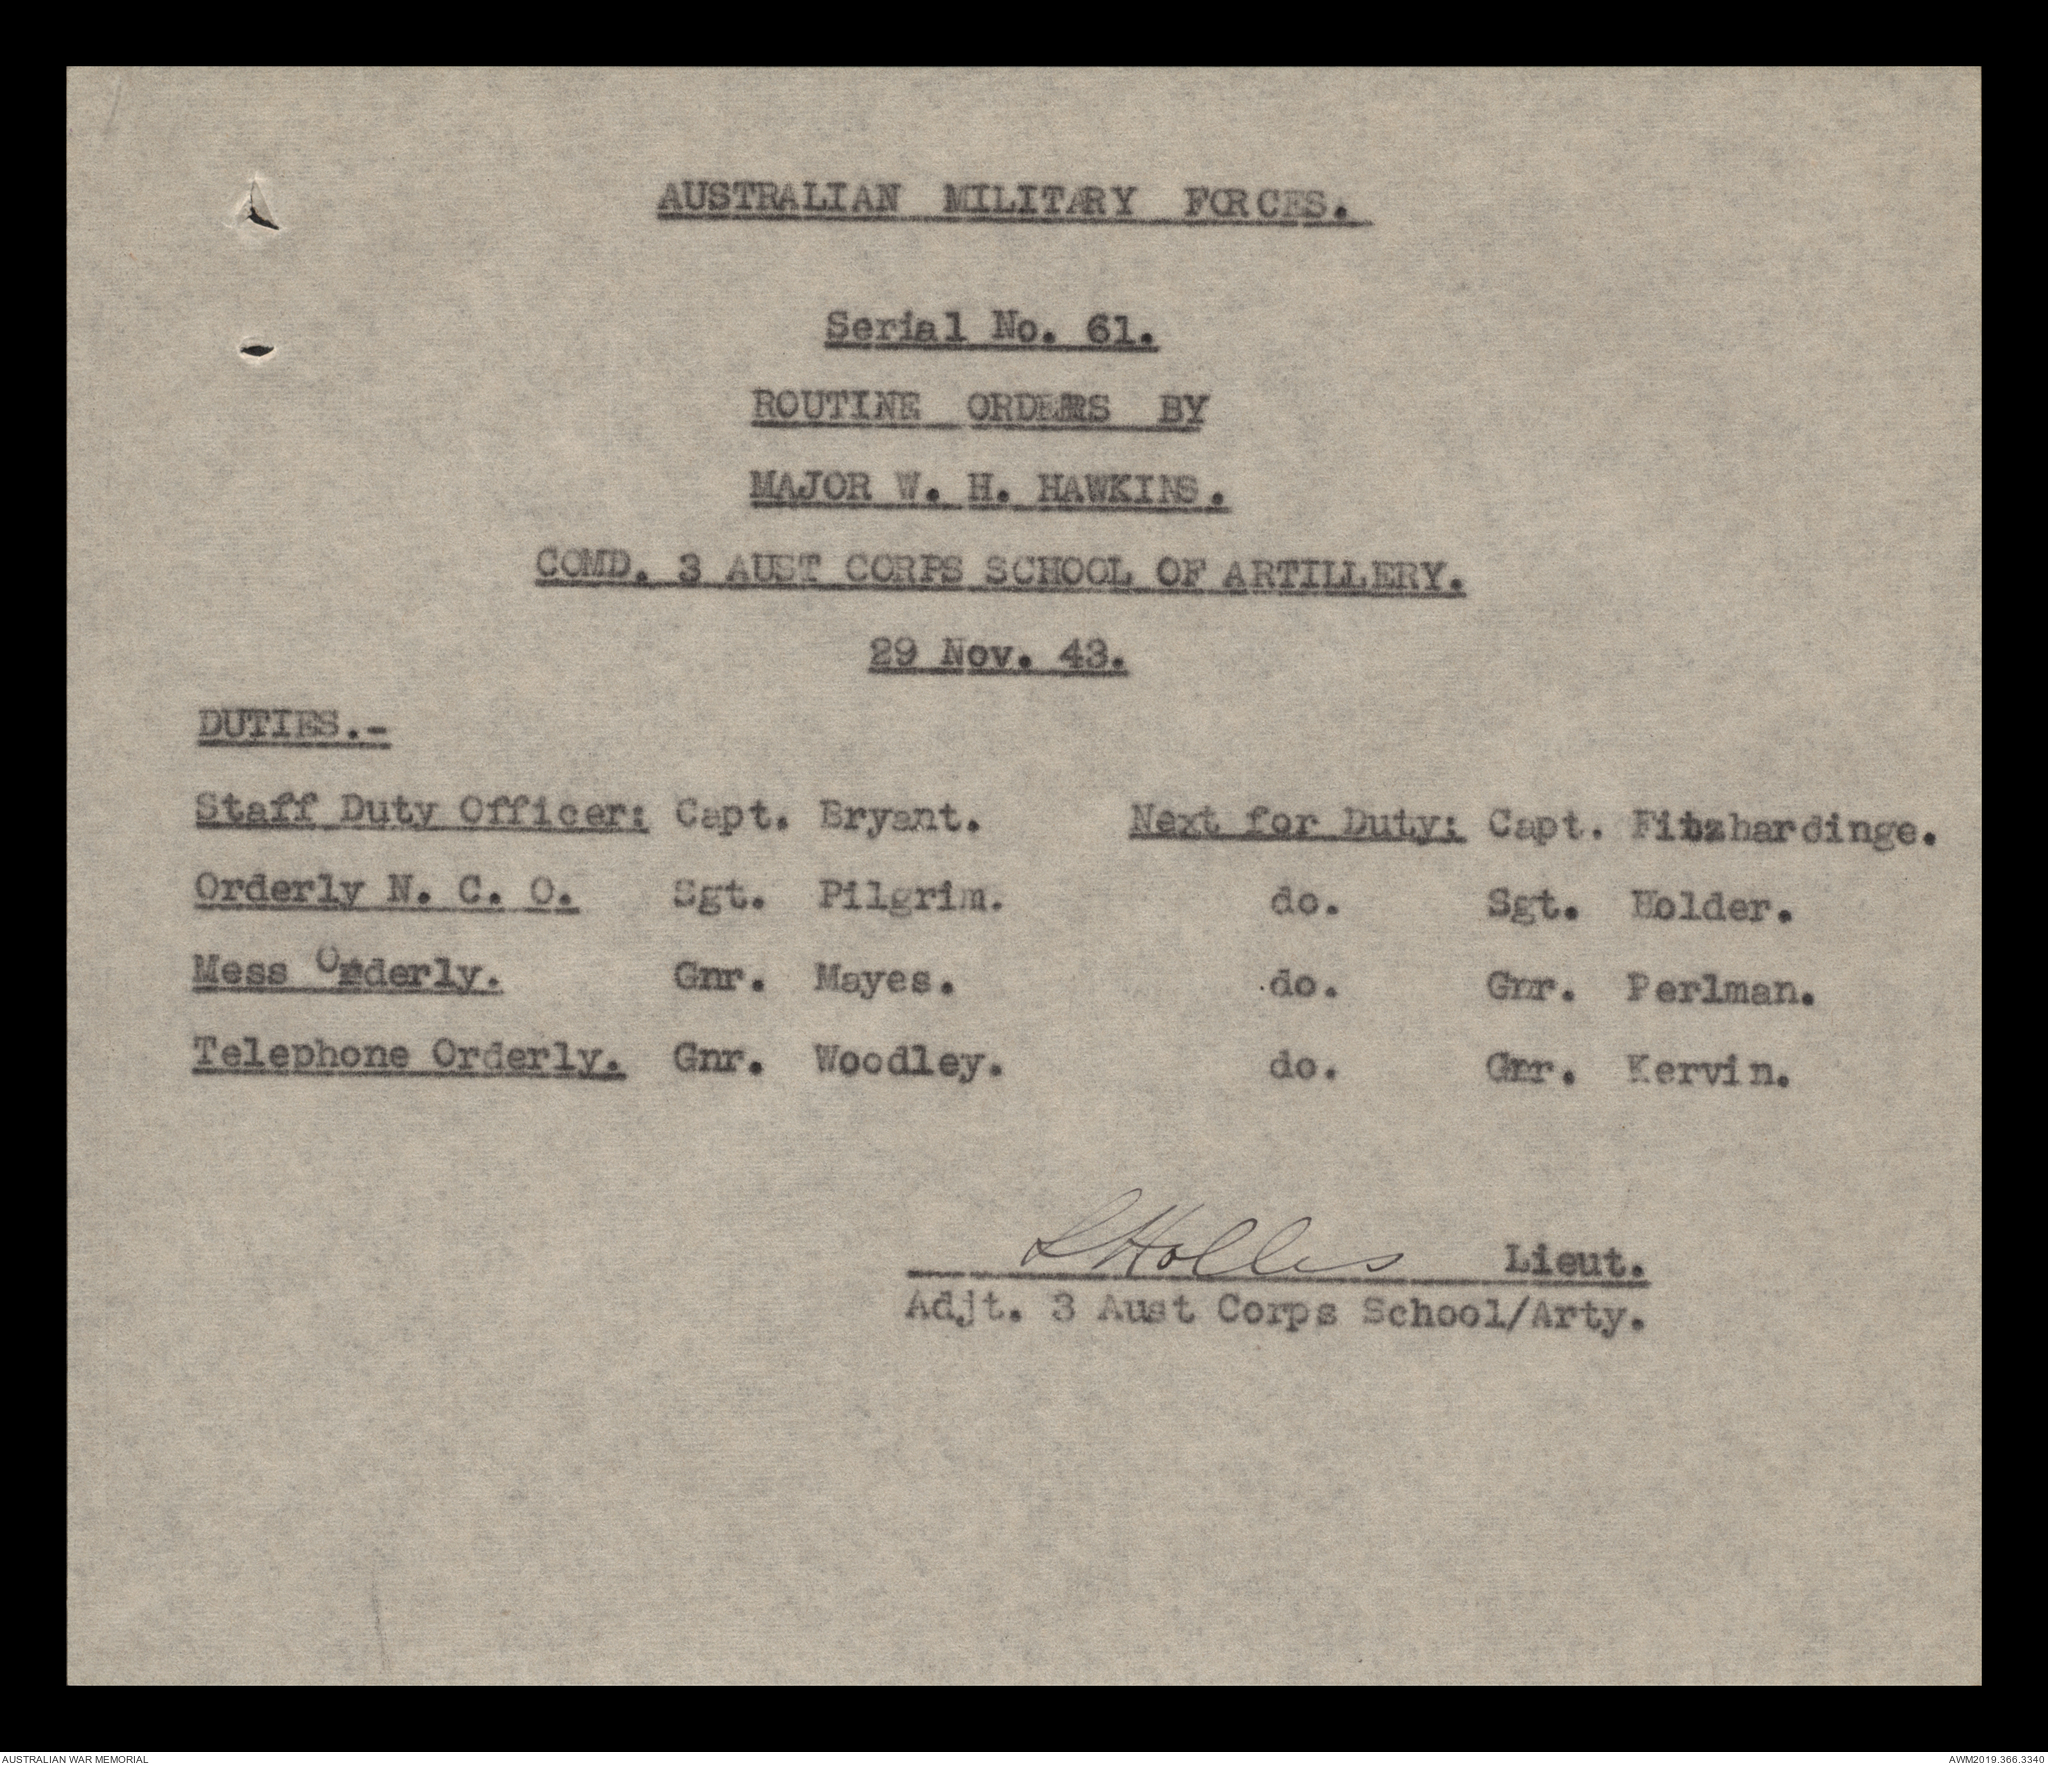 AUSTRALIAN MILITARY FORCES.
Serial No. 61.
ROUTINE ORDERS BY
MAJOR W. H. HAWKINS.
COMD. 3 AUST CORPS SCHOOL OF ARTILLERY.
29 Nov. 43.
DUTIES.-
Staff Duty Officer: Capt. Bryant. Next for Duty: Capt. Fitzhardinge.
Orderly N. C. O. Sgt. Pilgrim. do. Sgt. Holder.
Mess Orderly. Gnr. Mayes. do. Gnr. Perlman.
Telephone Orderly. Gnr. Woodley. do. Gnr. Kervin.
LHolles Lieut.
Adjt. 3 Aust Corps School/Arty.
AUSTRALIAN WAR MEMORIAL AWM2019.366.3340